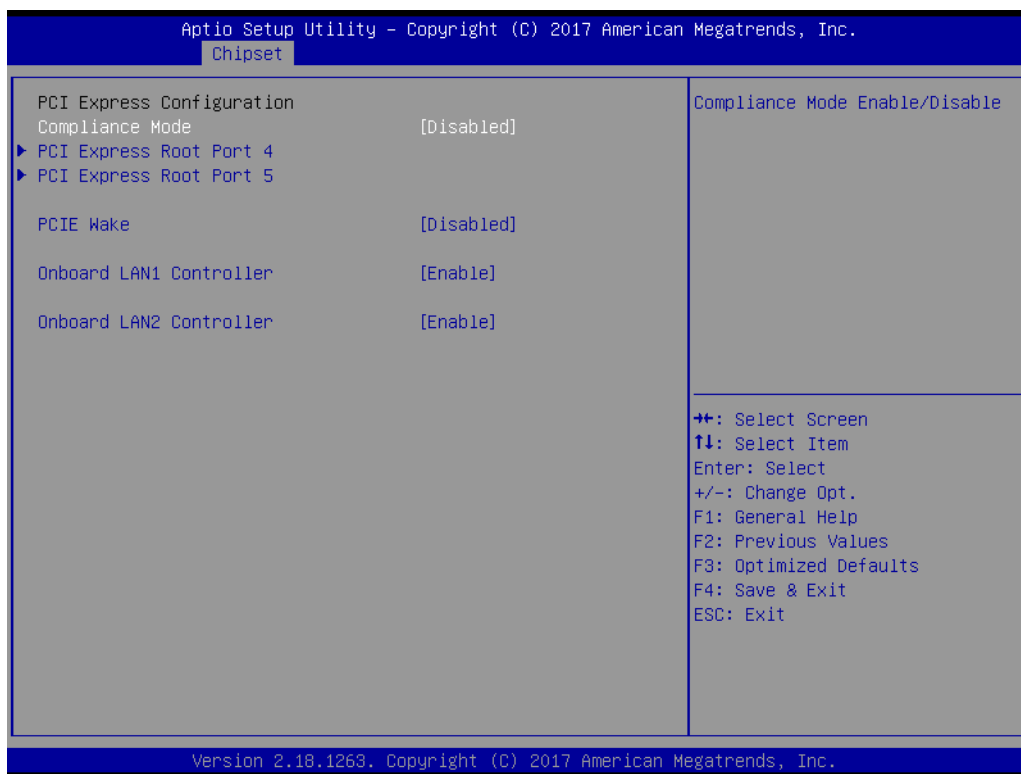 Aptio Setup Utility – Copyright (C) 2017 American Megatrends, Inc.
Chipset
PCI Express Configuration
Compliance Mode [Disabled]
▶ PCI Express Root Port 4
▶ PCI Express Root Port 5
PCIE Wake [Disabled]
Onboard LAN1 Controller [Enable]
Onboard LAN2 Controller [Enable]
Compliance Mode Enable/Disable
→←: Select Screen
↑↓: Select Item
Enter: Select
+/-: Change Opt.
F1: General Help
F2: Previous Values
F3: Optimized Defaults
F4: Save & Exit
ESC: Exit
Version 2.18.1263. Copyright (C) 2017 American Megatrends, Inc.